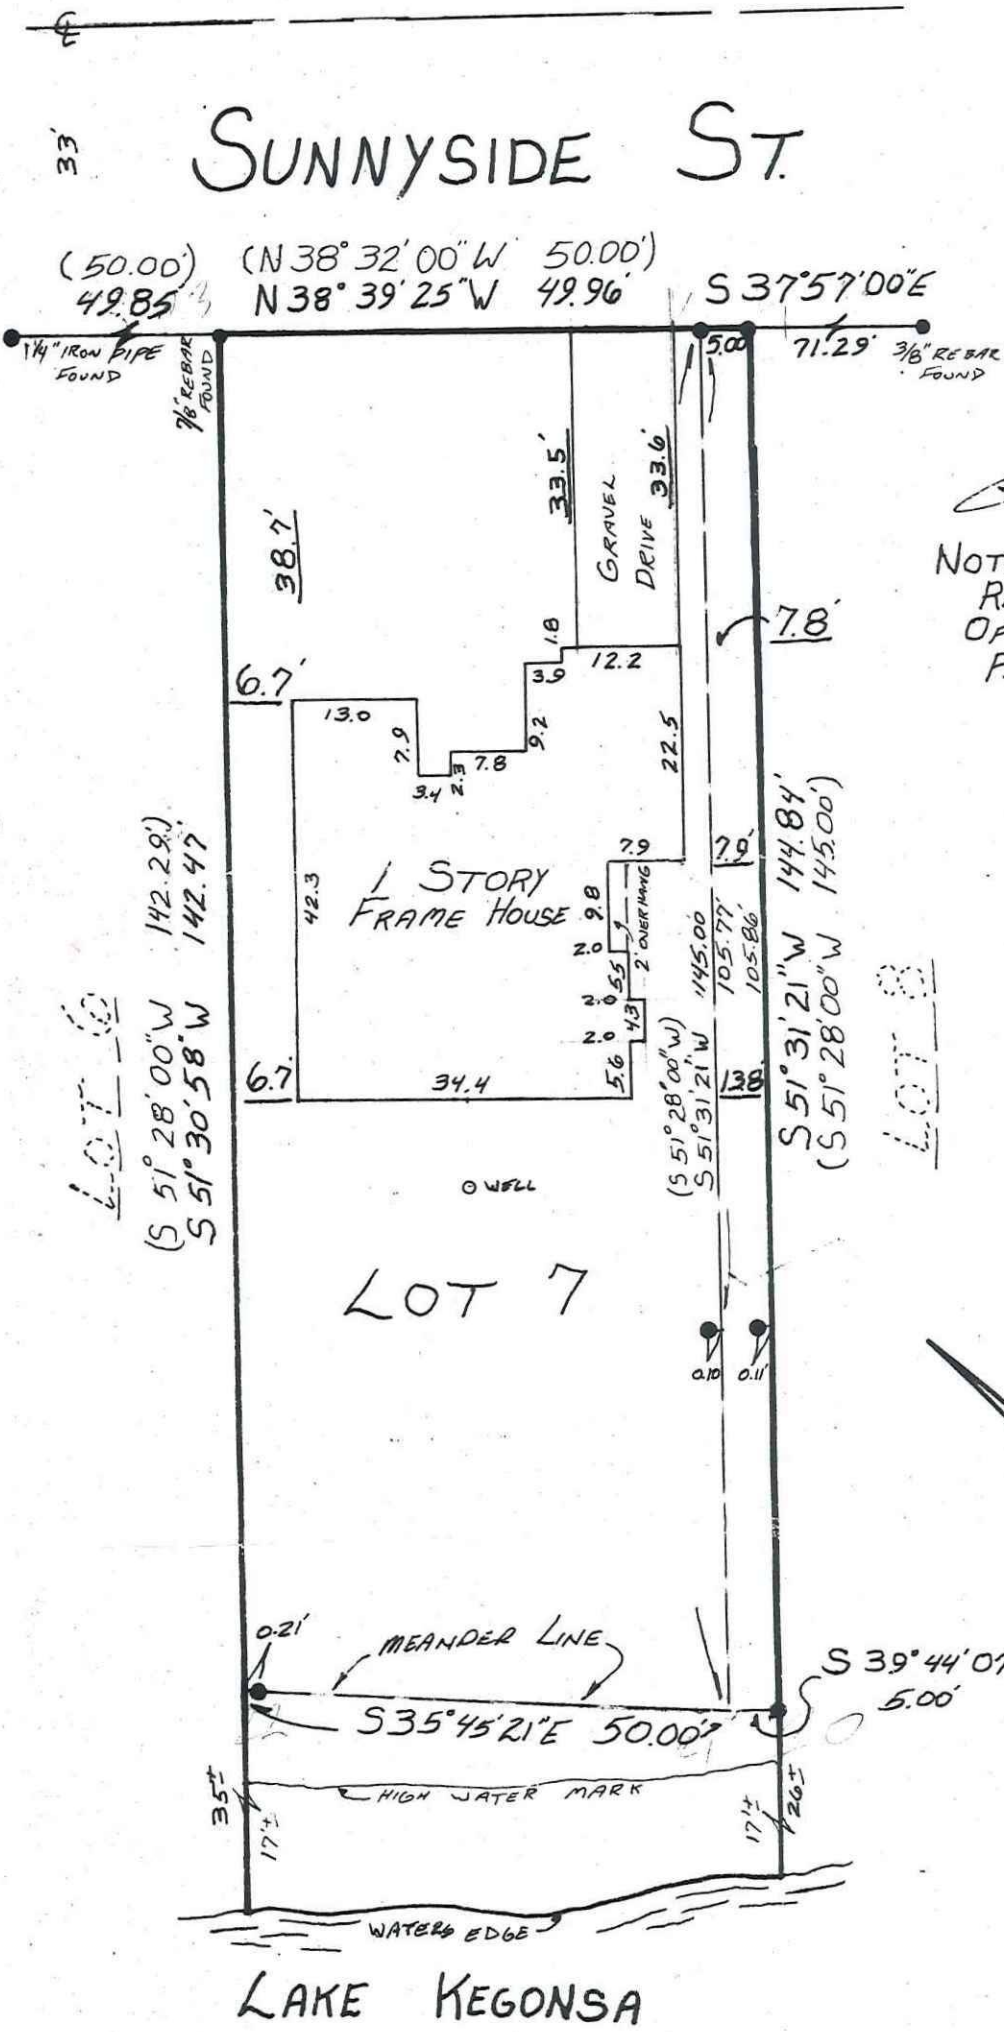 ℄
33'
SUNNYSIDE ST.
(50.00')
49.85'
(N 38° 32' 00" W 50.00')
N 38° 39' 25" W 49.96'
S 37° 57' 00" E
1 1/4" IRON PIPE
FOUND
7/8" REBAR
FOUND
5.00
71.29'
3/8" REBAR
FOUND
33.5'
GRAVEL
DRIVE
33.6'
38.7'
NOT
7.8'
1.8
12.2
3.9
6.7'
13.0
7.9
9.2
3.4
2.3
7.8
22.5
42.3
1 STORY
FRAME HOUSE
7.9
7.9'
9.8
2' OVERHANG
2.0
5.5
2.0
4.3
2.0
5.6
6.7
34.4
13.8
142.29')
142.47'
LOT 6
(S 51° 28' 00" W
S 51° 30' 58" W
145.00
105.77'
105.86'
(S 51° 28' 00" W)
S 51° 31' 21" W
S 51° 31' 21" W 144.84'
(S 51° 28' 00" W 145.00')
LOT 8
WELL
LOT 7
0.10
0.11'
0.21'
MEANDER LINE
S 39° 44' 01
5.00'
S 35° 45' 21" E 50.00'
35'±
17'±
HIGH WATER MARK
17'±
26'±
WATERS EDGE
LAKE KEGONSA